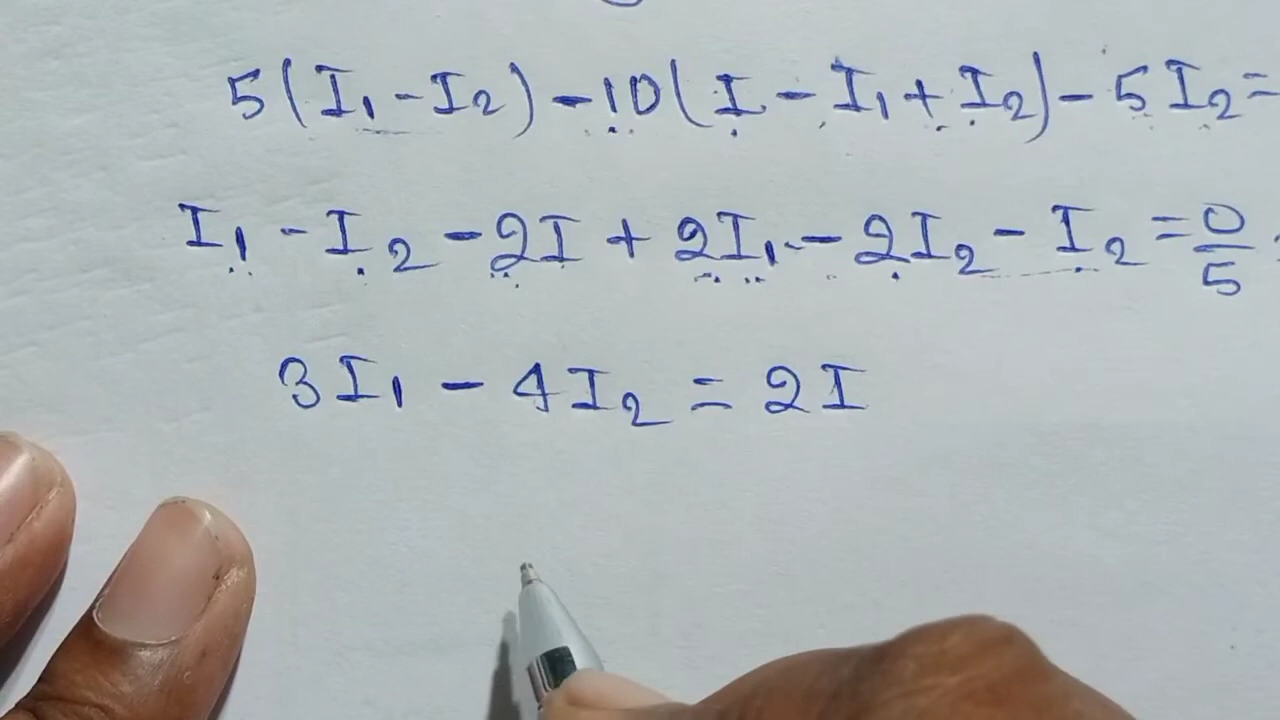 5(I₁ - I₂) - 10(I - I₁ + I₂) - 5I₂ =
I₁ - I₂ - 2I + 2I₁ - 2I₂ - I₂ = 0/5
3I₁ - 4I₂ = 2I